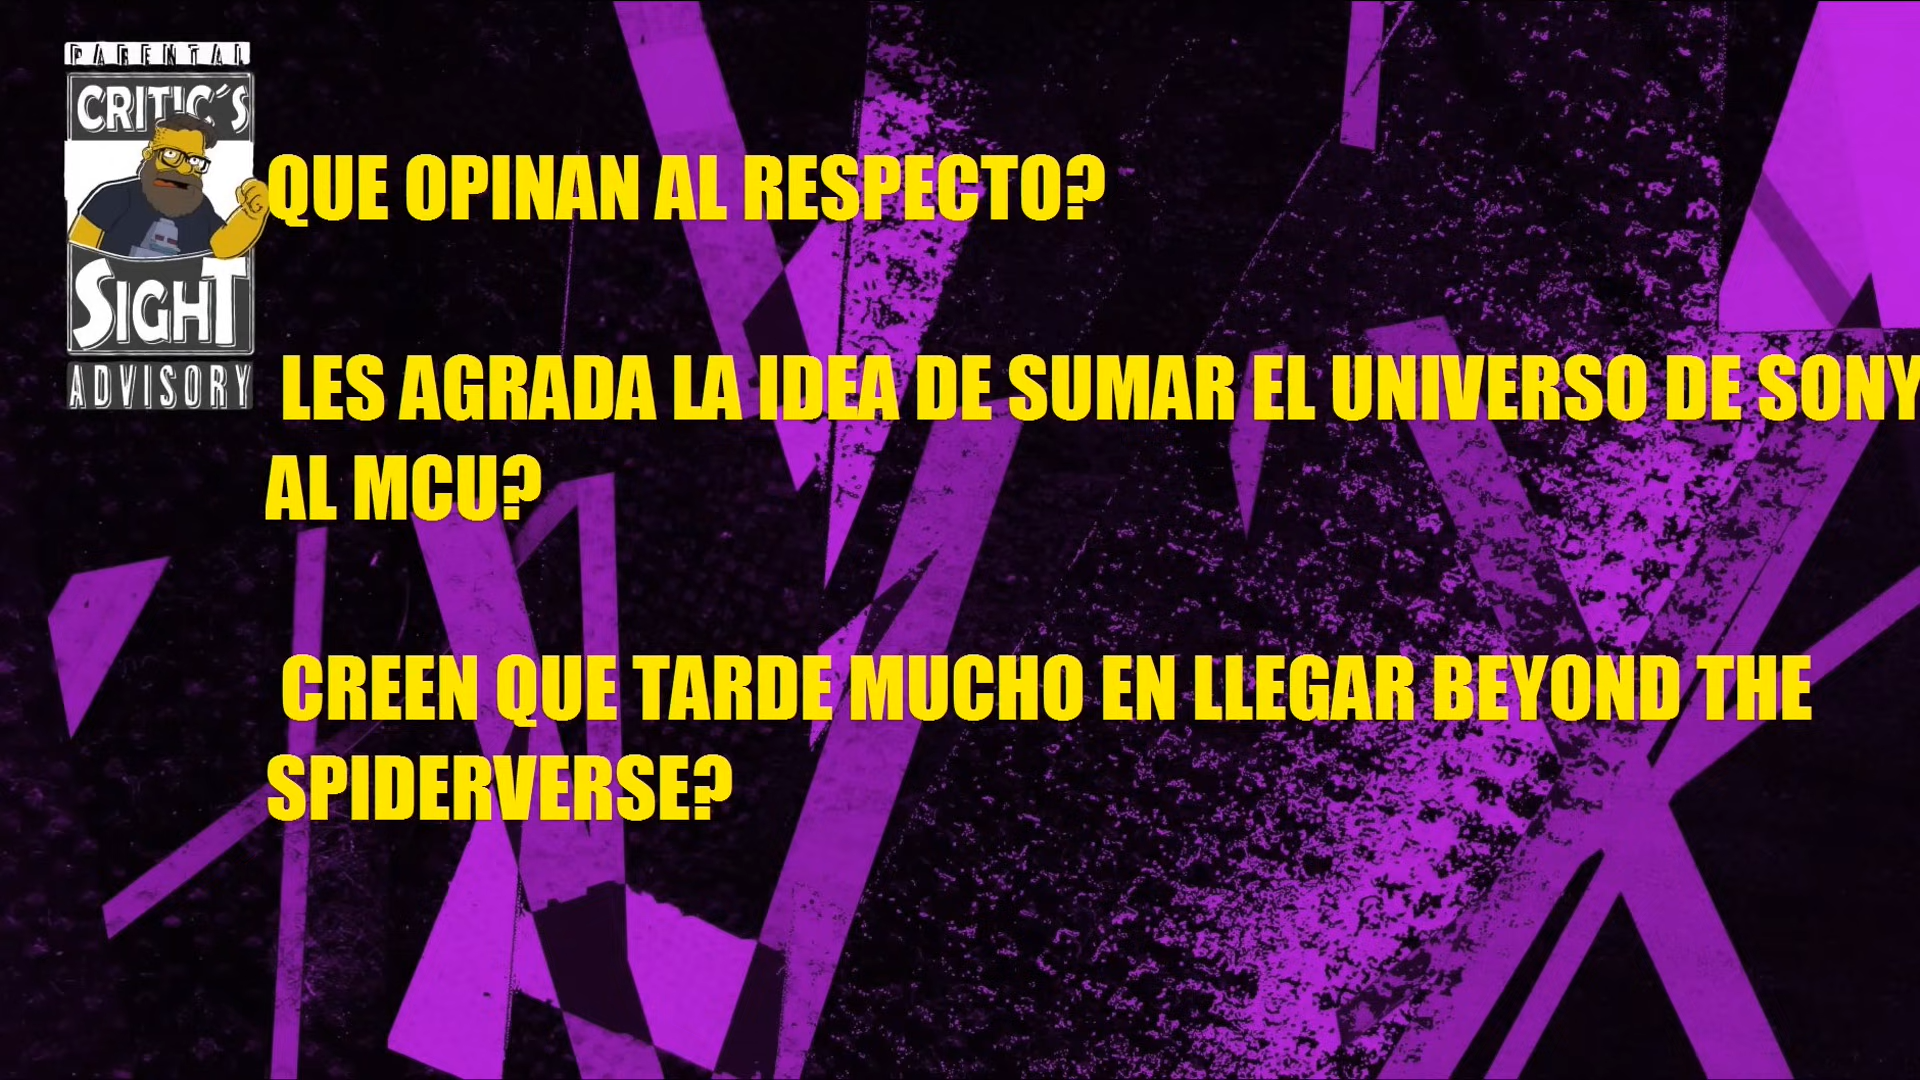 PARENTAL
CRITIC´S
SIGHT
ADVISORY
QUE OPINAN AL RESPECTO?
LES AGRADA LA IDEA DE SUMAR EL UNIVERSO DE SONY
AL MCU?
CREEN QUE TARDE MUCHO EN LLEGAR BEYOND THE
SPIDERVERSE?